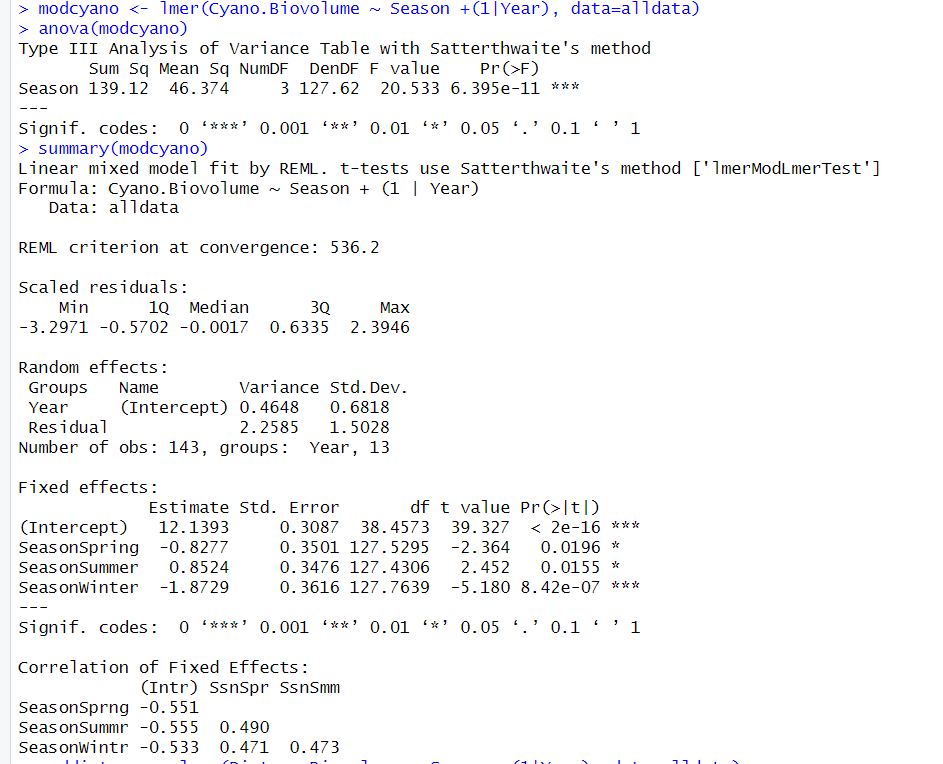 > modcyano <- lmer(Cyano.Biovolume ~ Season +(1|Year), data=alldata)
> anova(modcyano)
Type III Analysis of Variance Table with Satterthwaite's method
       Sum Sq Mean Sq NumDF  DenDF F value    Pr(>F)
Season 139.12  46.374     3 127.62  20.533 6.395e-11 ***
---
Signif. codes:  0 ‘***’ 0.001 ‘**’ 0.01 ‘*’ 0.05 ‘.’ 0.1 ‘ ’ 1
> summary(modcyano)
Linear mixed model fit by REML. t-tests use Satterthwaite's method ['lmerModLmerTest']
Formula: Cyano.Biovolume ~ Season + (1 | Year)
   Data: alldata

REML criterion at convergence: 536.2

Scaled residuals:
    Min      1Q  Median      3Q     Max
-3.2971 -0.5702 -0.0017  0.6335  2.3946

Random effects:
 Groups   Name        Variance Std.Dev.
 Year     (Intercept) 0.4648   0.6818
 Residual             2.2585   1.5028
Number of obs: 143, groups:  Year, 13

Fixed effects:
             Estimate Std. Error       df t value Pr(>|t|)
(Intercept)   12.1393     0.3087  38.4573  39.327  < 2e-16 ***
SeasonSpring  -0.8277     0.3501 127.5295  -2.364   0.0196 *
SeasonSummer   0.8524     0.3476 127.4306   2.452   0.0155 *
SeasonWinter  -1.8729     0.3616 127.7639  -5.180 8.42e-07 ***
---
Signif. codes:  0 ‘***’ 0.001 ‘**’ 0.01 ‘*’ 0.05 ‘.’ 0.1 ‘ ’ 1

Correlation of Fixed Effects:
            (Intr) SsnSpr SsnSmm
SeasonSprng -0.551
SeasonSummr -0.555  0.490
SeasonWintr -0.533  0.471  0.473